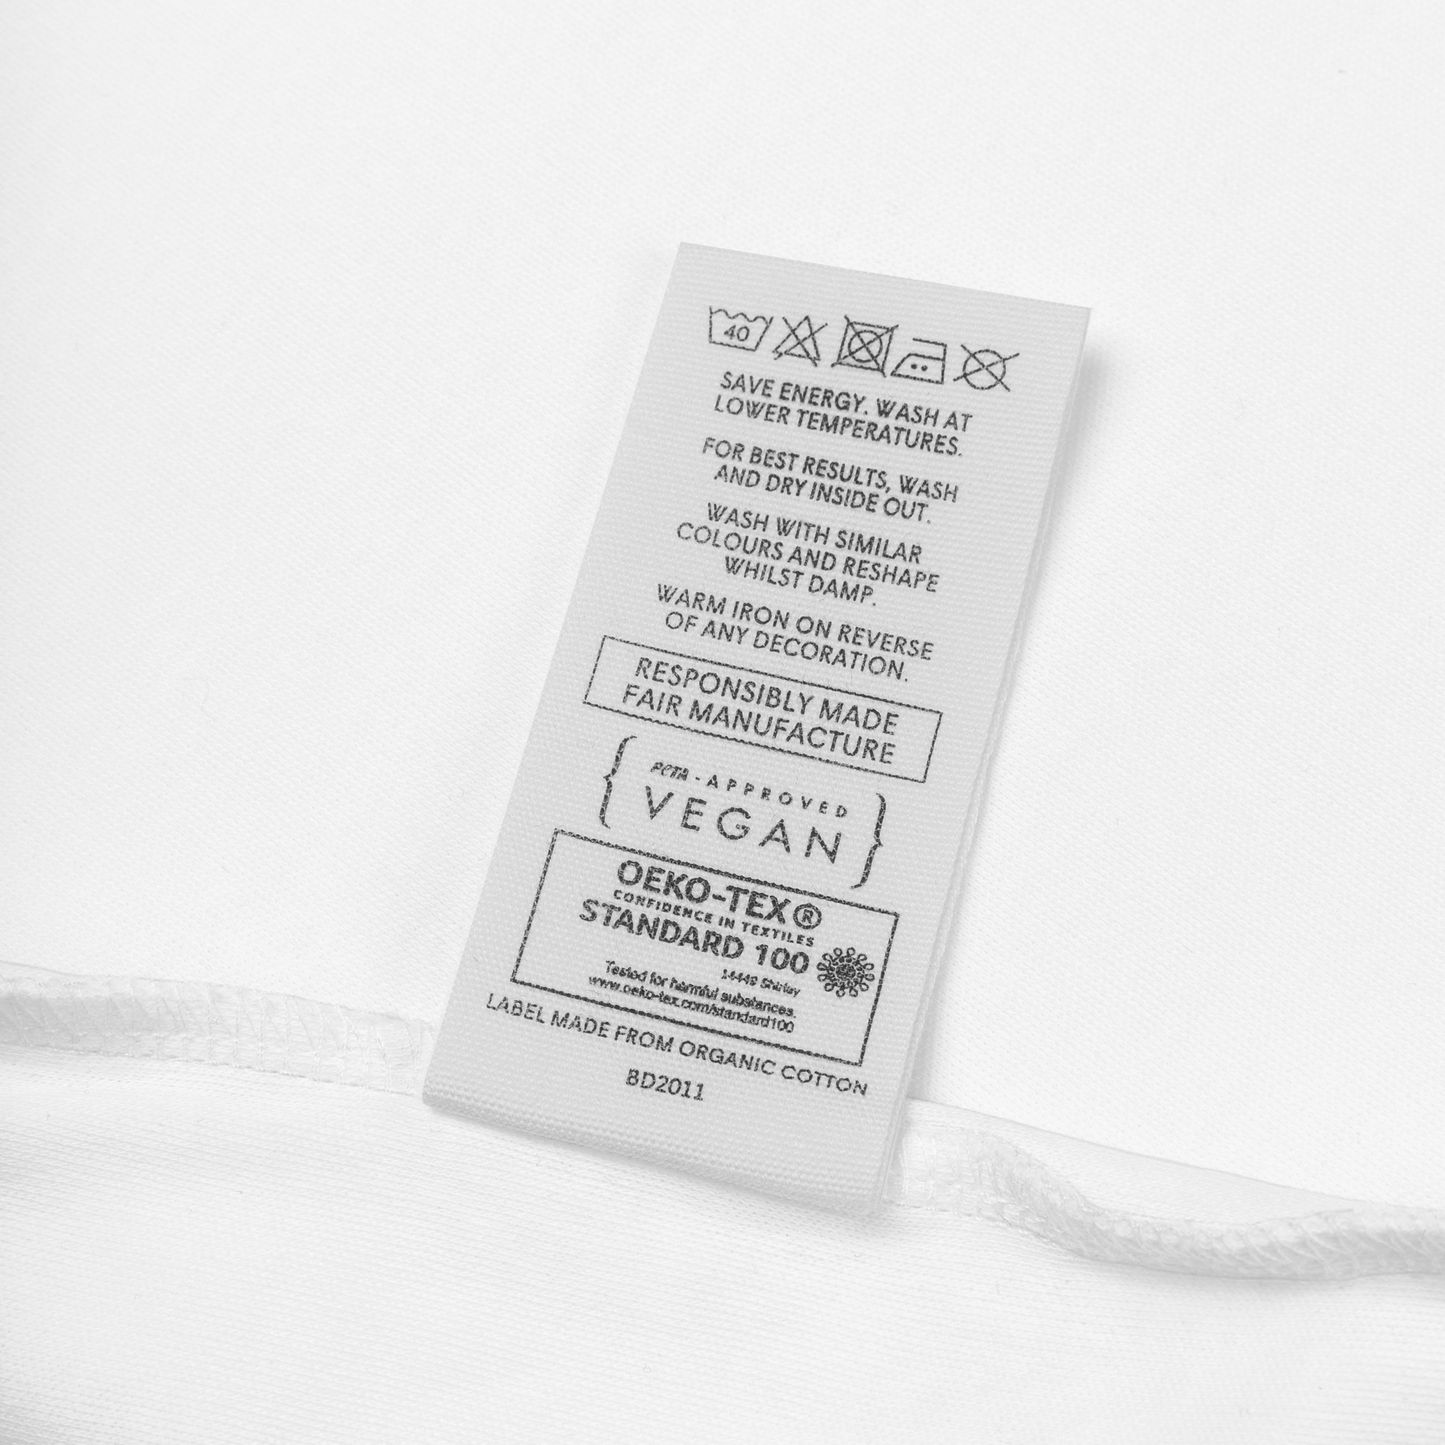 40
SAVE ENERGY. WASH AT
LOWER TEMPERATURES.
FOR BEST RESULTS, WASH
AND DRY INSIDE OUT.
WASH WITH SIMILAR
COLOURS AND RESHAPE
WHILST DAMP.
WARM IRON ON REVERSE
OF ANY DECORATION.
RESPONSIBLY MADE
FAIR MANUFACTURE
PeTA - APPROVED
VEGAN
OEKO-TEX®
CONFIDENCE IN TEXTILES
STANDARD 100
14449 Shirley
Tested for harmful substances.
www.oeko-tex.com/standard100
LABEL MADE FROM ORGANIC COTTON
BD2011